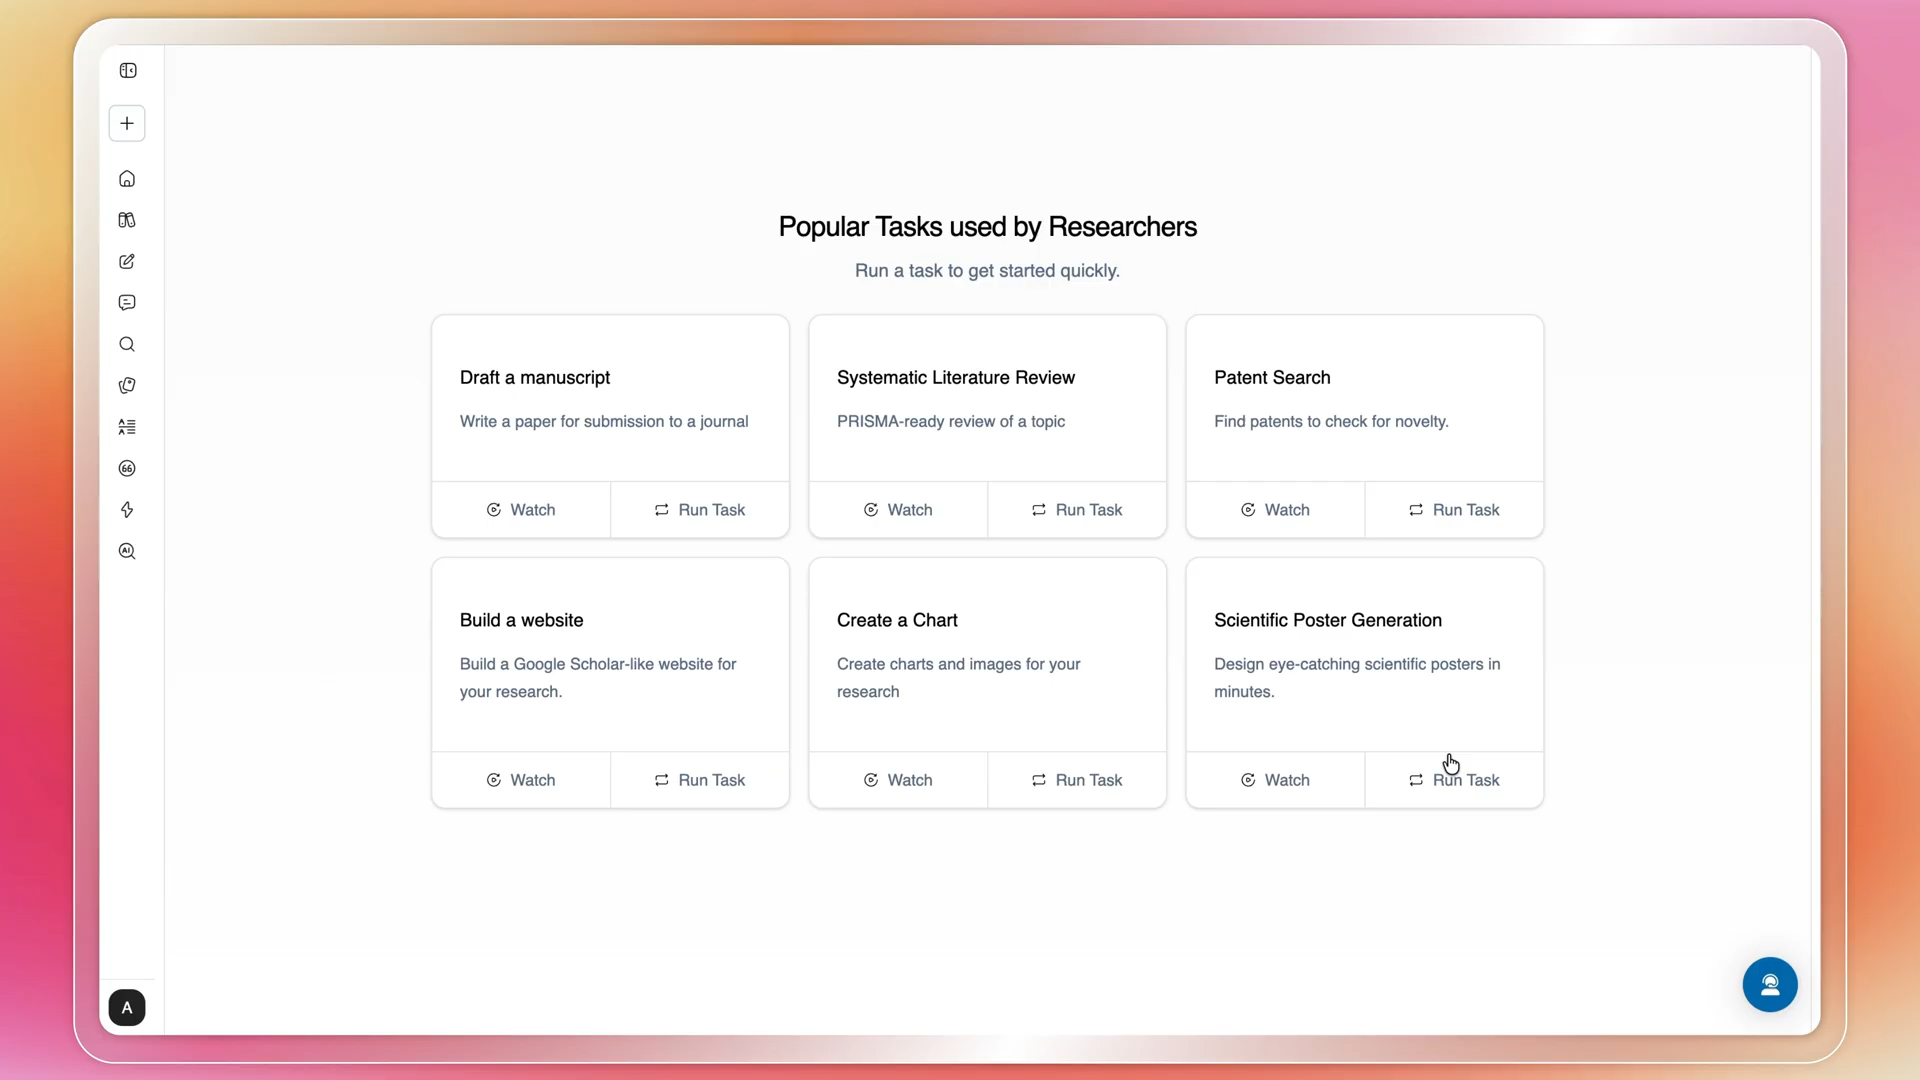 Popular Tasks used by Researchers
Run a task to get started quickly.
Draft a manuscript
Write a paper for submission to a journal
Watch
Run Task
Systematic Literature Review
PRISMA-ready review of a topic
Watch
Run Task
Patent Search
Find patents to check for novelty.
Watch
Run Task
Build a website
Build a Google Scholar-like website for
your research.
Watch
Run Task
Create a Chart
Create charts and images for your
research
Watch
Run Task
Scientific Poster Generation
Design eye-catching scientific posters in
minutes.
Watch
Run Task
A